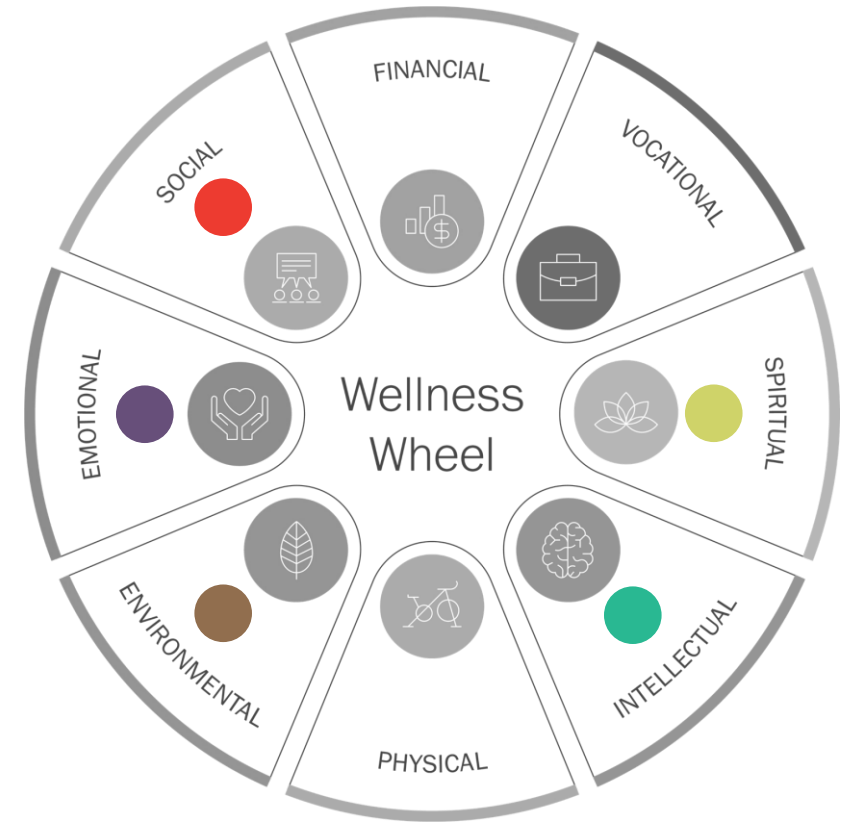 FINANCIAL
VOCATIONAL
SPIRITUAL
INTELLECTUAL
PHYSICAL
ENVIRONMENTAL
EMOTIONAL
SOCIAL
Wellness
Wheel
$